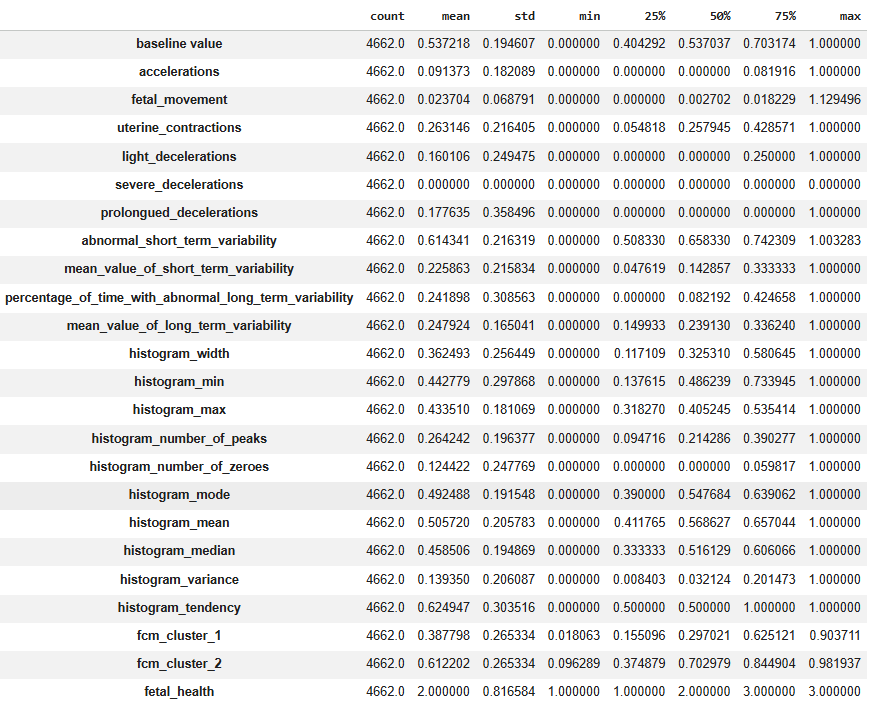 count mean std min 25% 50% 75% max
baseline value 4662.0 0.537218 0.194607 0.000000 0.404292 0.537037 0.703174 1.000000
accelerations 4662.0 0.091373 0.182089 0.000000 0.000000 0.000000 0.081916 1.000000
fetal_movement 4662.0 0.023704 0.068791 0.000000 0.000000 0.002702 0.018229 1.129496
uterine_contractions 4662.0 0.263146 0.216405 0.000000 0.054818 0.257945 0.428571 1.000000
light_decelerations 4662.0 0.160106 0.249475 0.000000 0.000000 0.000000 0.250000 1.000000
severe_decelerations 4662.0 0.000000 0.000000 0.000000 0.000000 0.000000 0.000000 0.000000
prolongued_decelerations 4662.0 0.177635 0.358496 0.000000 0.000000 0.000000 0.000000 1.000000
abnormal_short_term_variability 4662.0 0.614341 0.216319 0.000000 0.508330 0.658330 0.742309 1.003283
mean_value_of_short_term_variability 4662.0 0.225863 0.215834 0.000000 0.047619 0.142857 0.333333 1.000000
percentage_of_time_with_abnormal_long_term_variability 4662.0 0.241898 0.308563 0.000000 0.000000 0.082192 0.424658 1.000000
mean_value_of_long_term_variability 4662.0 0.247924 0.165041 0.000000 0.149933 0.239130 0.336240 1.000000
histogram_width 4662.0 0.362493 0.256449 0.000000 0.117109 0.325310 0.580645 1.000000
histogram_min 4662.0 0.442779 0.297868 0.000000 0.137615 0.486239 0.733945 1.000000
histogram_max 4662.0 0.433510 0.181069 0.000000 0.318270 0.405245 0.535414 1.000000
histogram_number_of_peaks 4662.0 0.264242 0.196377 0.000000 0.094716 0.214286 0.390277 1.000000
histogram_number_of_zeroes 4662.0 0.124422 0.247769 0.000000 0.000000 0.000000 0.059817 1.000000
histogram_mode 4662.0 0.492488 0.191548 0.000000 0.390000 0.547684 0.639062 1.000000
histogram_mean 4662.0 0.505720 0.205783 0.000000 0.411765 0.568627 0.657044 1.000000
histogram_median 4662.0 0.458506 0.194869 0.000000 0.333333 0.516129 0.606066 1.000000
histogram_variance 4662.0 0.139350 0.206087 0.000000 0.008403 0.032124 0.201473 1.000000
histogram_tendency 4662.0 0.624947 0.303516 0.000000 0.500000 0.500000 1.000000 1.000000
fcm_cluster_1 4662.0 0.387798 0.265334 0.018063 0.155096 0.297021 0.625121 0.903711
fcm_cluster_2 4662.0 0.612202 0.265334 0.096289 0.374879 0.702979 0.844904 0.981937
fetal_health 4662.0 2.000000 0.816584 1.000000 1.000000 2.000000 3.000000 3.000000